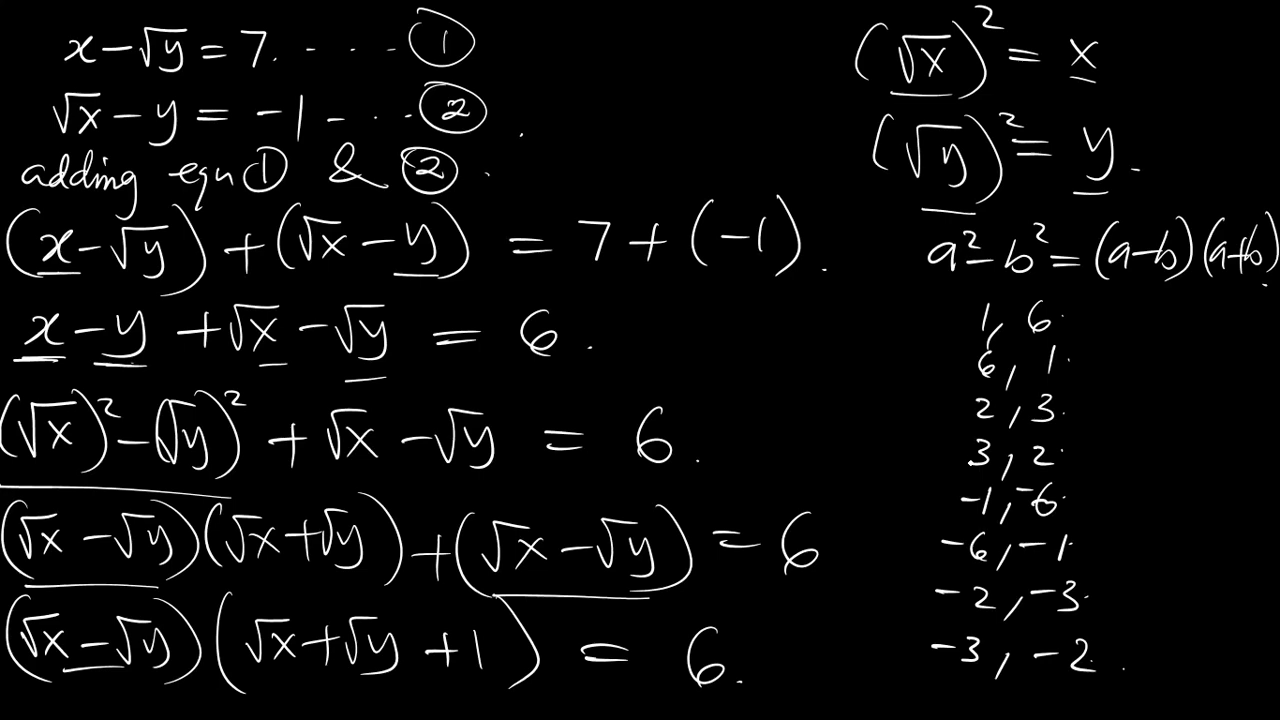 x-√y = 7. . . . . ①
√x - y = -1 - . . . ②
adding equn ① & ② .
(x-√y) + (√x - y) = 7 + (-1) .
x - y + √x - √y = 6 .
(√x)² - (√y)² + √x - √y = 6 .
(√x - √y)(√x+√y) + (√x - √y) = 6
(√x - √y)(√x+√y +1) = 6.
(√x)² = x
(√y)² = y .
a² - b² = (a-b)(a+b)
1, 6.
6, 1.
2, 3.
3, 2.
-1, -6.
-6, -1.
-2, -3.
-3, -2.